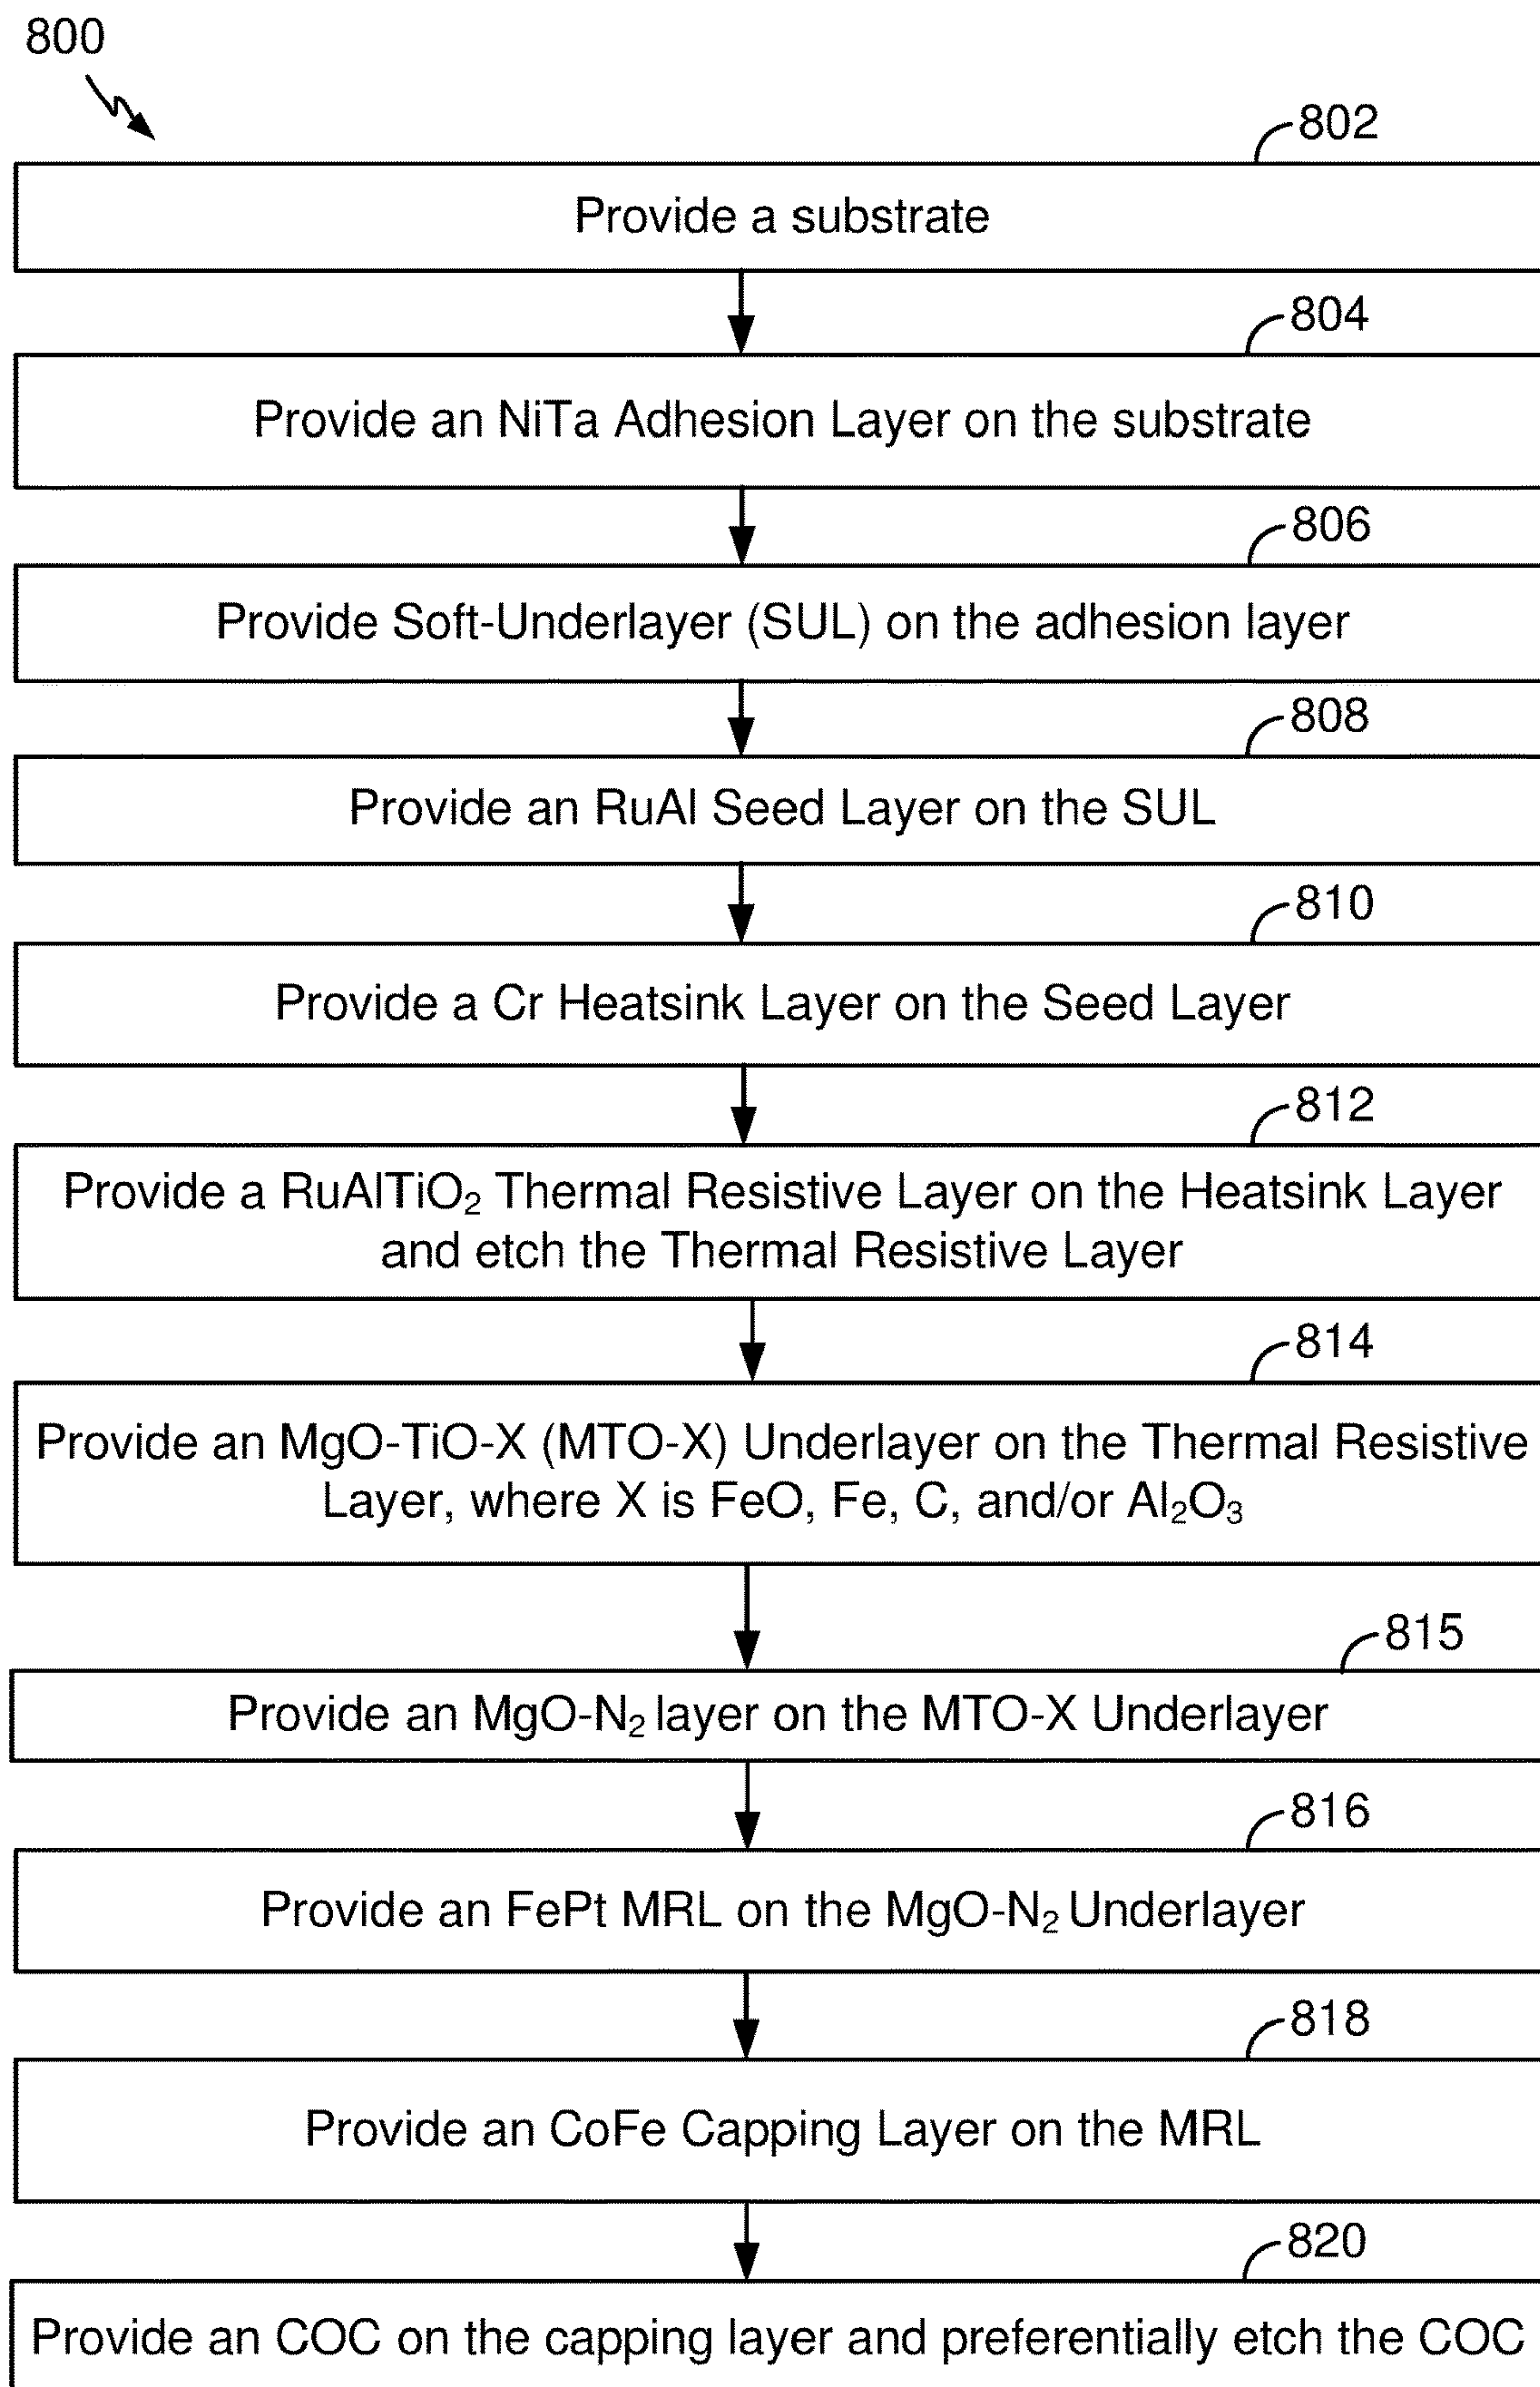 800
802
Provide a substrate
804
Provide an NiTa Adhesion Layer on the substrate
806
Provide Soft-Underlayer (SUL) on the adhesion layer
808
Provide an RuAl Seed Layer on the SUL
810
Provide a Cr Heatsink Layer on the Seed Layer
812
Provide a RuAlTiO₂ Thermal Resistive Layer on the Heatsink Layer
and etch the Thermal Resistive Layer
814
Provide an MgO-TiO-X (MTO-X) Underlayer on the Thermal Resistive
Layer, where X is FeO, Fe, C, and/or Al₂O₃
815
Provide an MgO-N₂ layer on the MTO-X Underlayer
816
Provide an FePt MRL on the MgO-N₂ Underlayer
818
Provide an CoFe Capping Layer on the MRL
820
Provide an COC on the capping layer and preferentially etch the COC